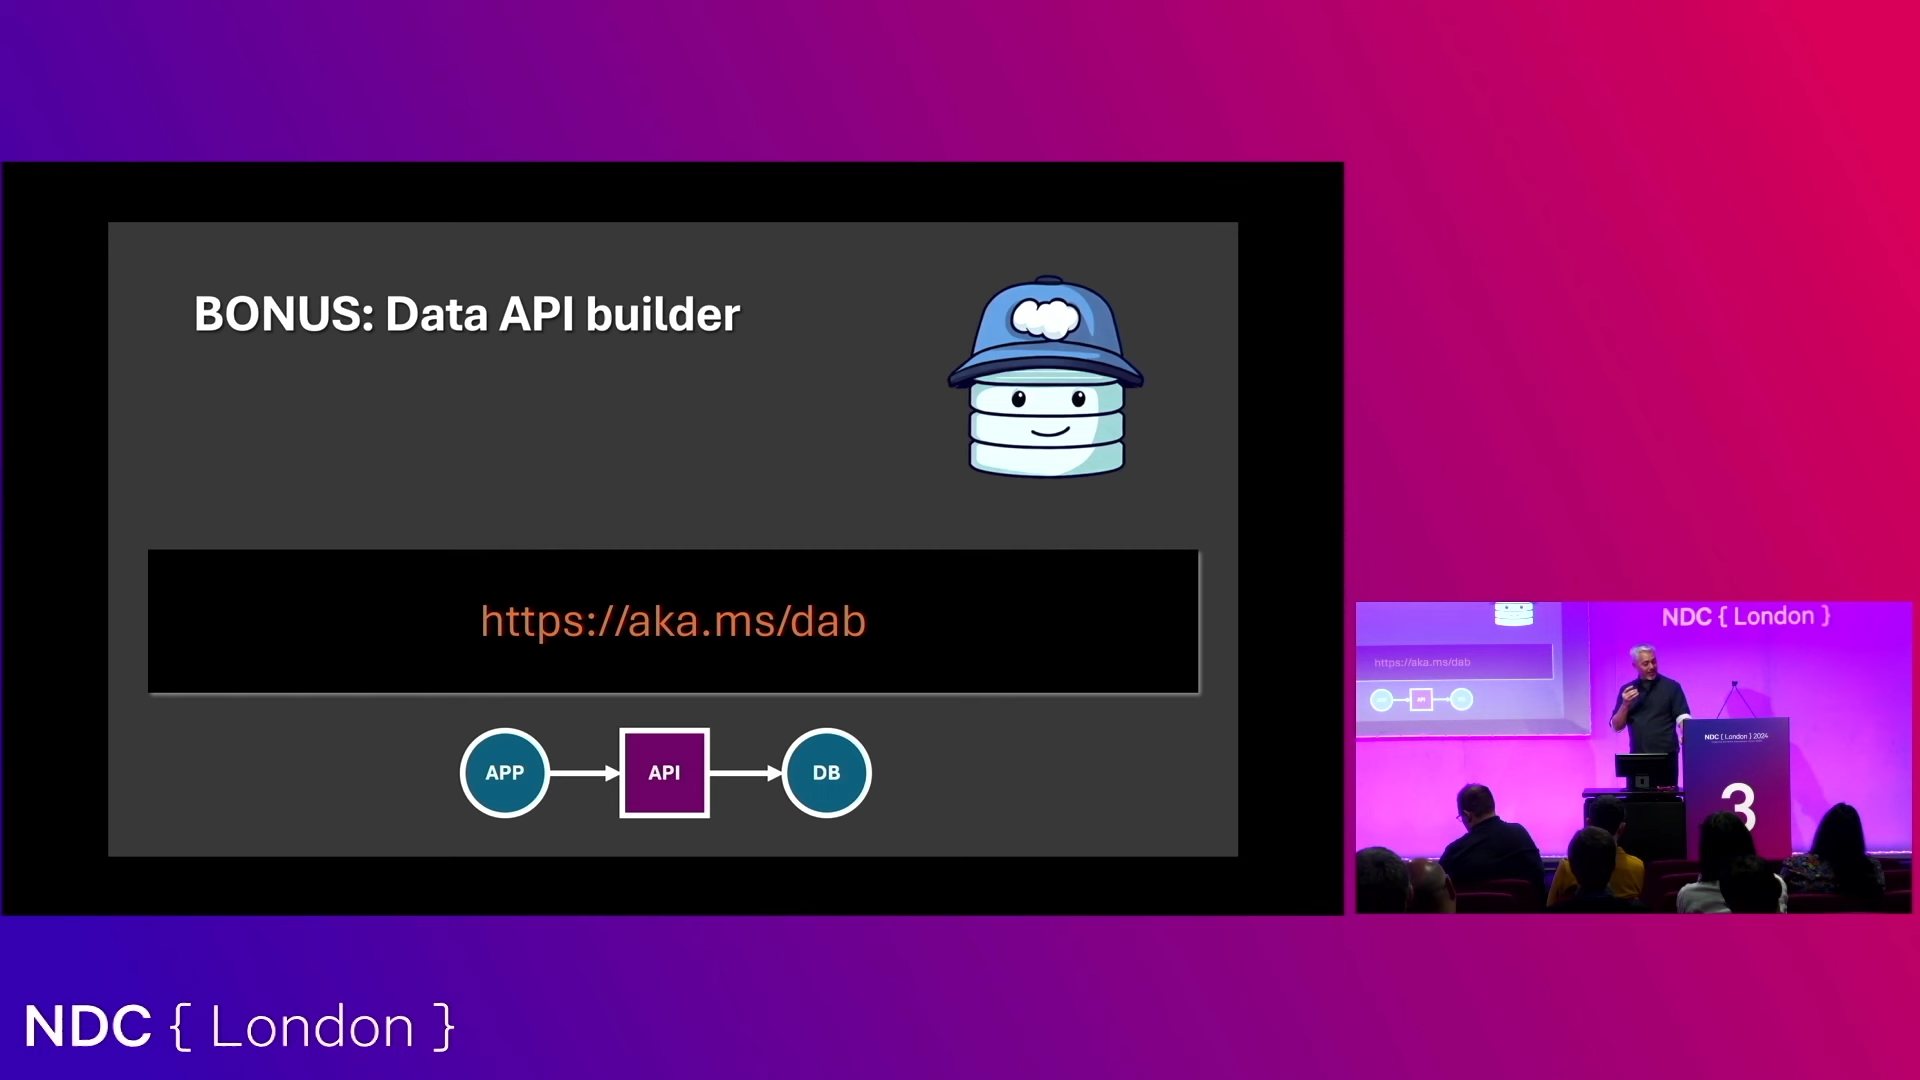 BONUS: Data API builder
https://aka.ms/dab
APP
API
DB
NDC { London }
https://aka.ms/dab
API
NDC { London } 2024
3
NDC { London }